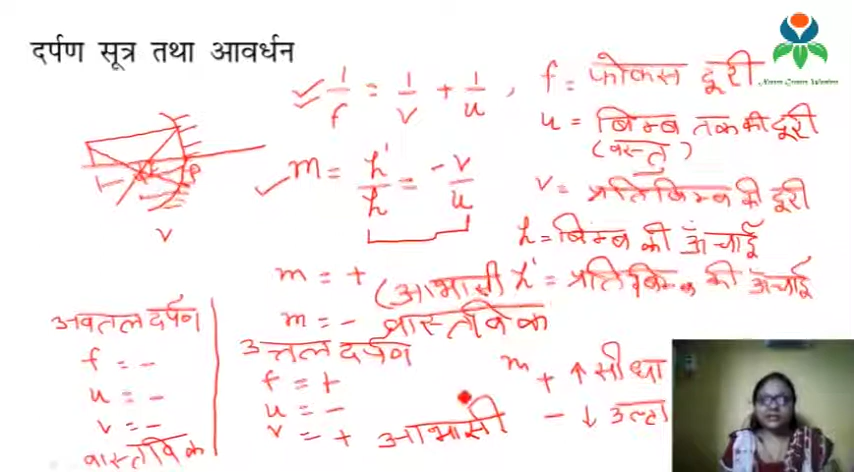 दर्पण सूत्र तथा आवर्धन
1/f = 1/v + 1/u , f = फोकस दूरी
u = बिम्ब तक की दूरी
(वस्तु)
m = h'/h = -v/u
v = प्रतिबिम्ब की दूरी
h = बिम्ब की ऊंचाई
h' = प्रतिबिम्ब की ऊंचाई
m = + (आभासी
m = - वास्तविक
F P
v
अवतल दर्पण
f = -
u = -
v = -
वास्तविक
उत्तल दर्पण
f = +
u = -
v = + आभासी
m + ↑ सीधा
- ↓ उल्टा